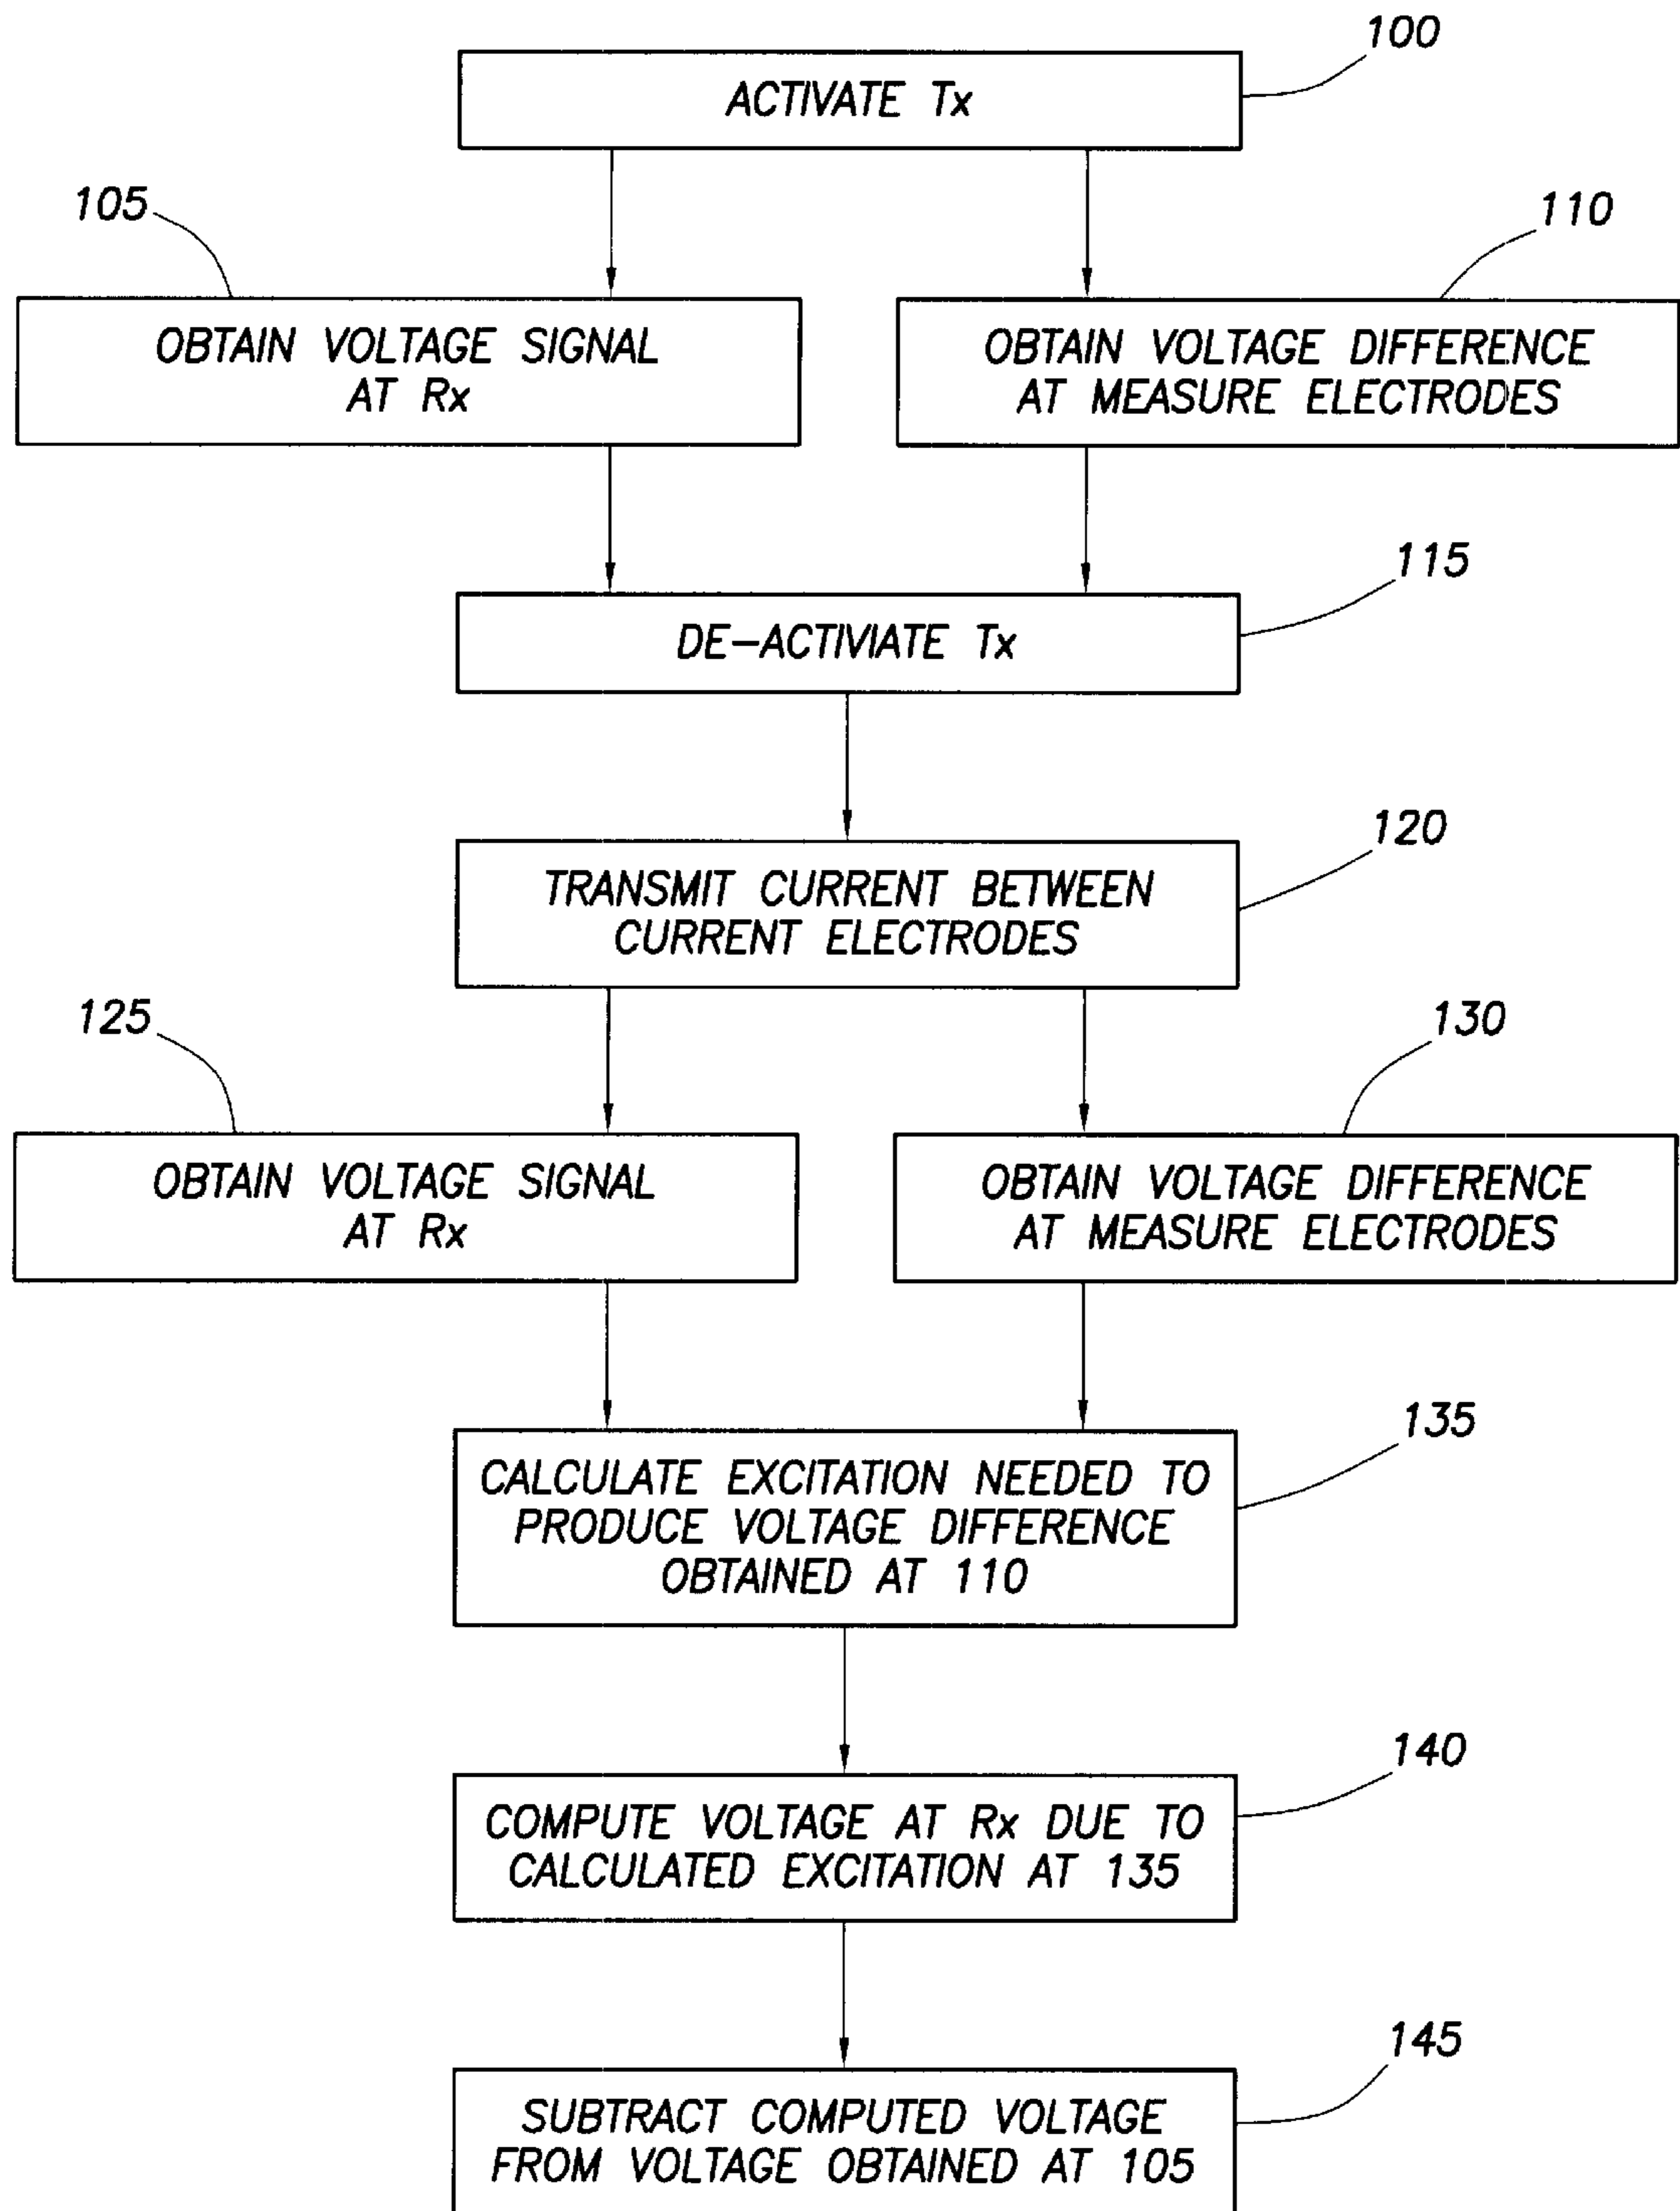 100
ACTIVATE Tx
105
110
OBTAIN VOLTAGE SIGNAL
AT Rx
OBTAIN VOLTAGE DIFFERENCE
AT MEASURE ELECTRODES
115
DE-ACTIVIATE Tx
120
TRANSMIT CURRENT BETWEEN
CURRENT ELECTRODES
125
130
OBTAIN VOLTAGE SIGNAL
AT Rx
OBTAIN VOLTAGE DIFFERENCE
AT MEASURE ELECTRODES
135
CALCULATE EXCITATION NEEDED TO
PRODUCE VOLTAGE DIFFERENCE
OBTAINED AT 110
140
COMPUTE VOLTAGE AT Rx DUE TO
CALCULATED EXCITATION AT 135
145
SUBTRACT COMPUTED VOLTAGE
FROM VOLTAGE OBTAINED AT 105